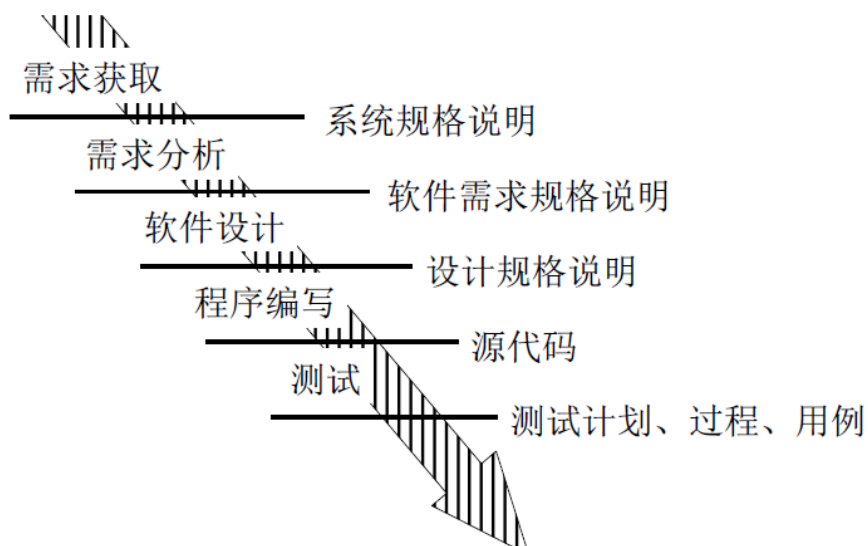 需求获取
系统规格说明
需求分析
软件需求规格说明
软件设计
设计规格说明
程序编写
源代码
测试
测试计划、过程、用例